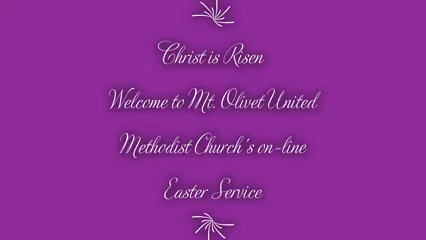 Christ is Risen
Welcome to Mt. Olivet United
Methodist Church's on-line
Easter Service